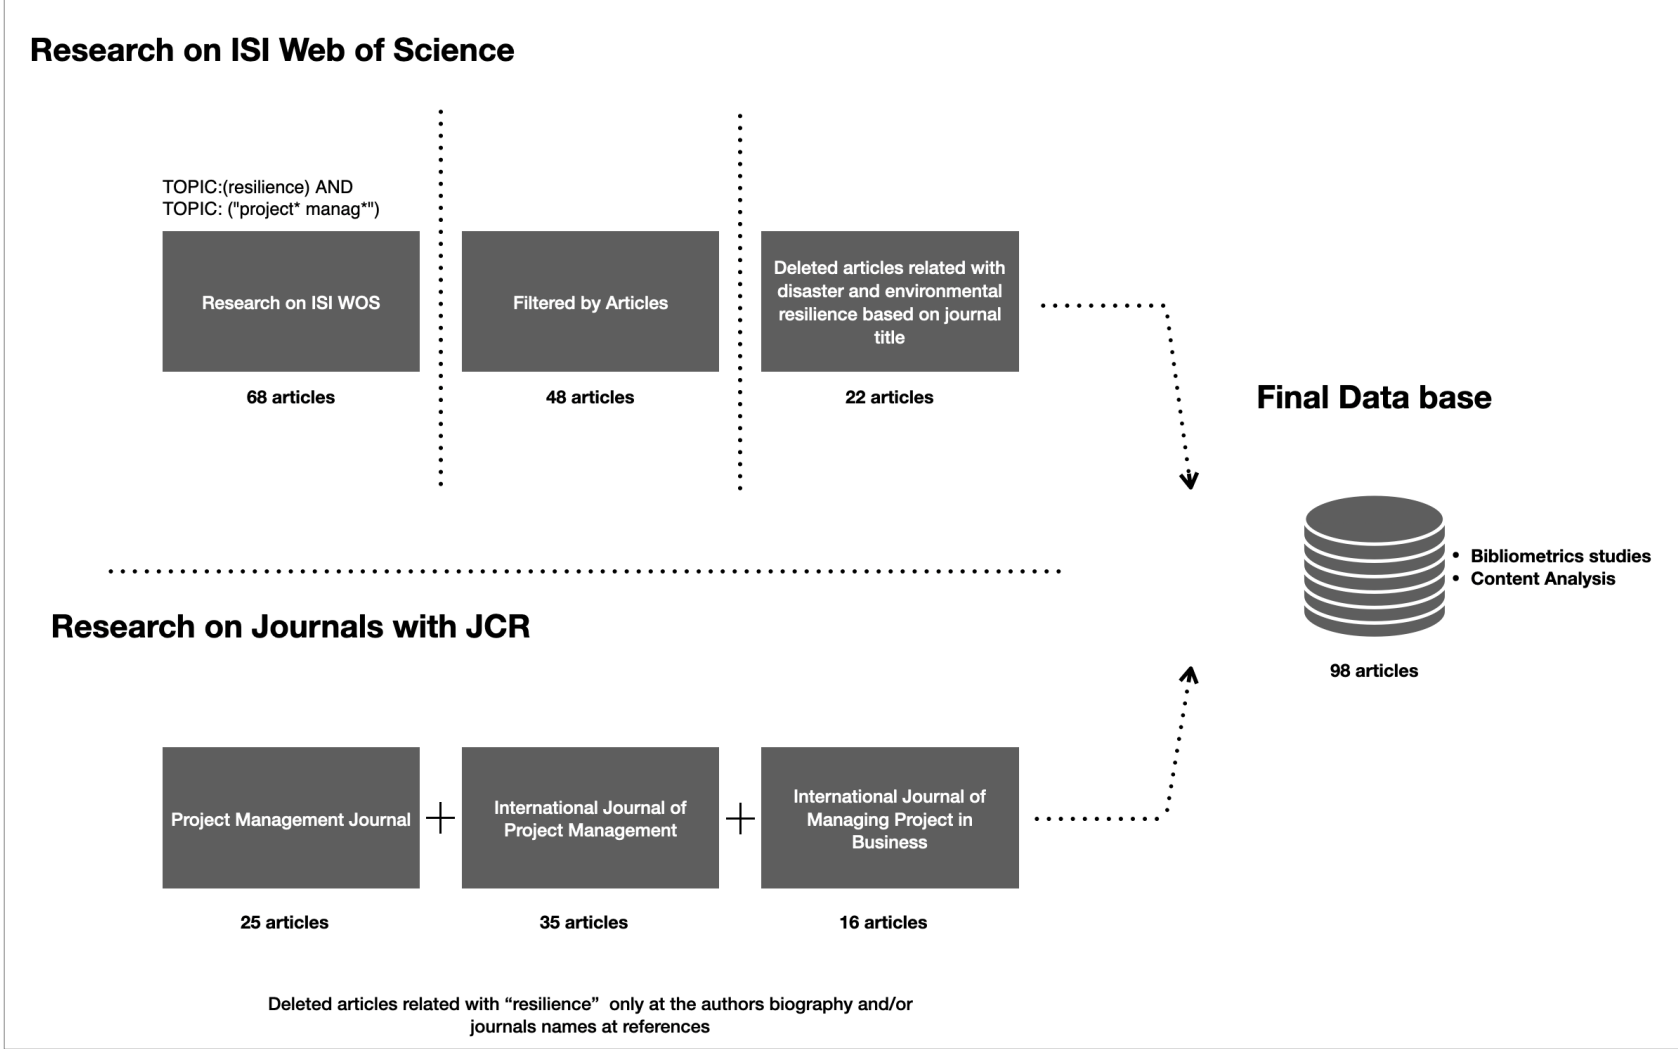 Research on ISI Web of Science
TOPIC:(resilience) AND
TOPIC: ("project* manag*")
Research on ISI WOS
68 articles
Filtered by Articles
48 articles
Deleted articles related with
disaster and environmental
resilience based on journal
title
22 articles
Final Data base
• Bibliometrics studies
• Content Analysis
98 articles
Research on Journals with JCR
Project Management Journal
25 articles
+
International Journal of
Project Management
35 articles
+
International Journal of
Managing Project in
Business
16 articles
Deleted articles related with “resilience”  only at the authors biography and/or
journals names at references